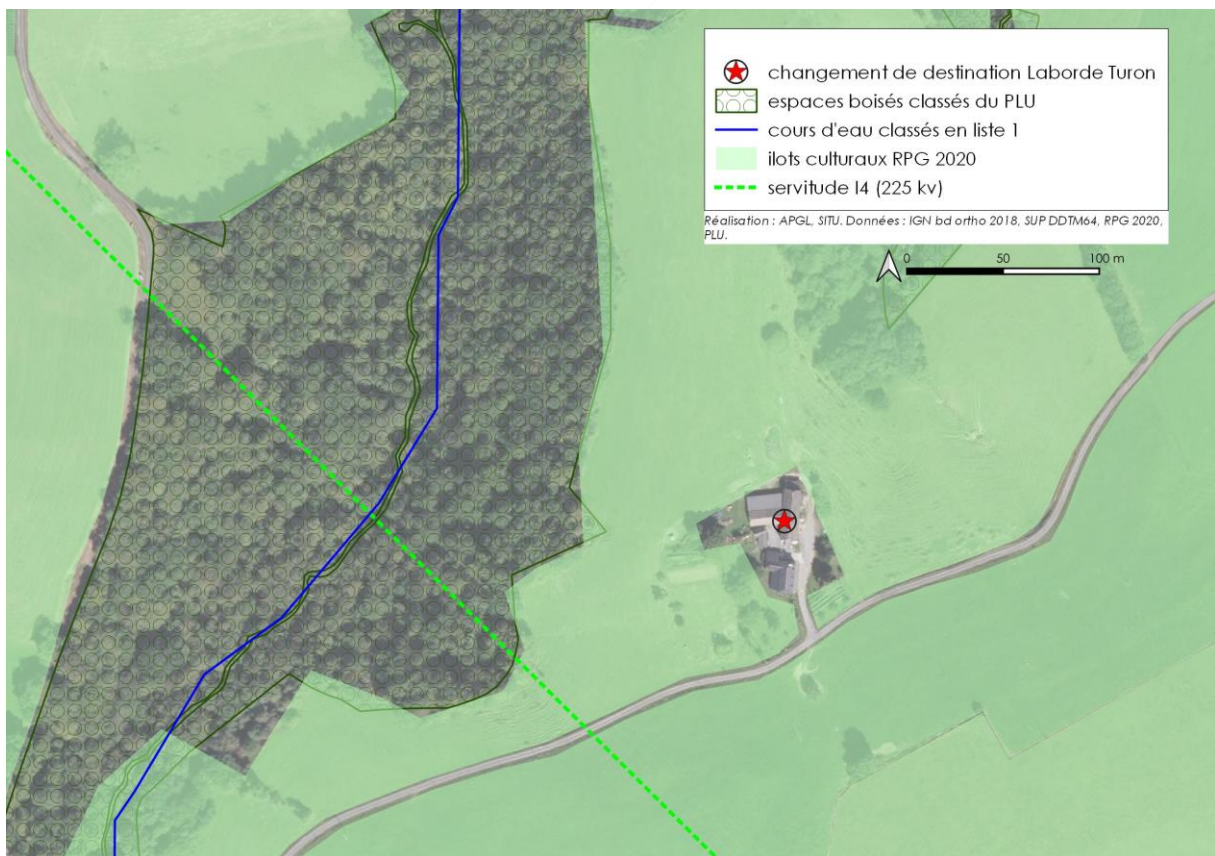 changement de destination Laborde Turon
espaces boisés classés du PLU
cours d'eau classés en liste 1
ilots culturaux RPG 2020
servitude I4 (225 kv)
Réalisation : APGL, SITU. Données : IGN bd ortho 2018, SUP DDTM64, RPG 2020,
PLU.
0 50 100 m